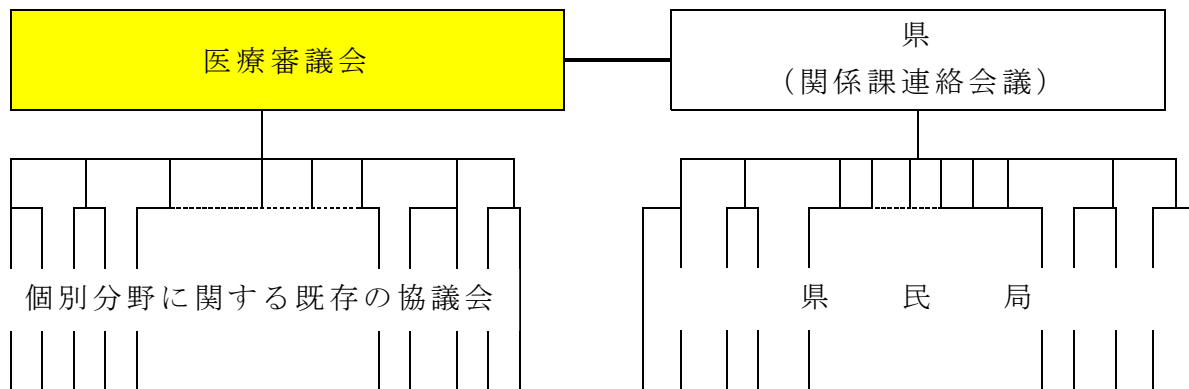 医療審議会
県
（関係課連絡会議）
個別分野に関する既存の協議会
県民局